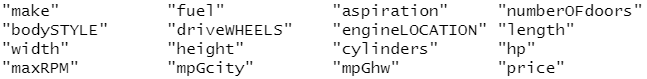 "make" "fuel" "aspiration" "numberOFdoors"
"bodySTYLE" "driveWHEELS" "engineLOCATION" "length"
"width" "height" "cylinders" "hp"
"maxRPM" "mpGcity" "mpGhw" "price"